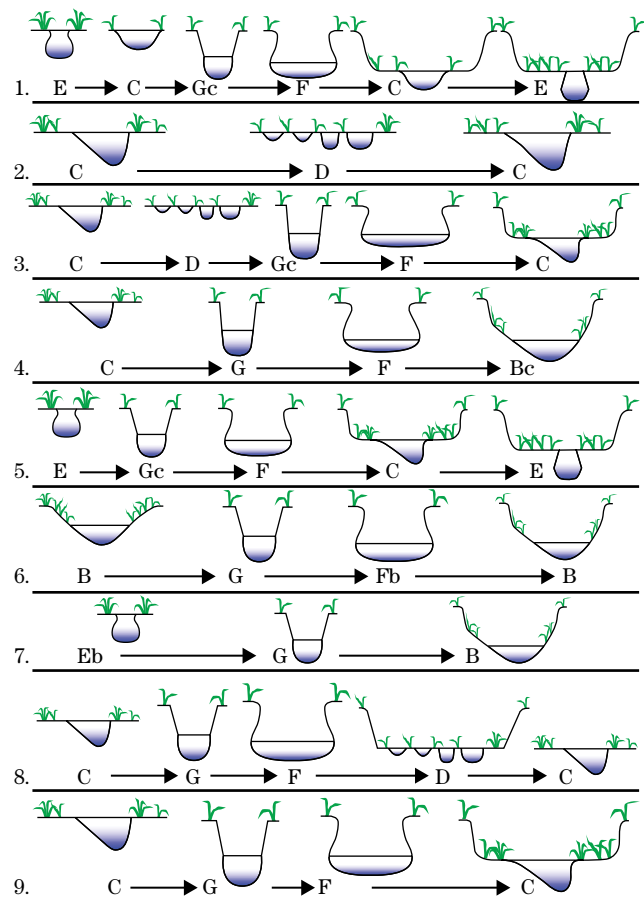 1. E C Gc F C E
2. C D C
3. C D Gc F C
4. C G F Bc
5. E Gc F C E
6. B G Fb B
7. Eb G B
8. C G F D C
9. C G F C